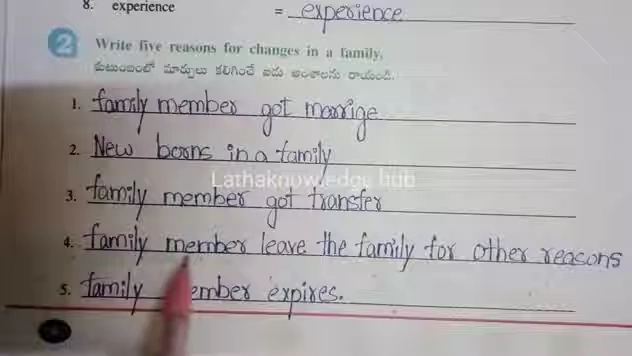 8. experience = experience
2 Write five reasons for changes in a family.
కుటుంబంలో మార్పులు కలిగించే ఐదు అంశాలను రాయండి.
1. family member got marrige
2. New borns in a family
Lathaknowledge hub
3. family member got transfer
4. family member leave the family for other reasons
5. family ember expires.